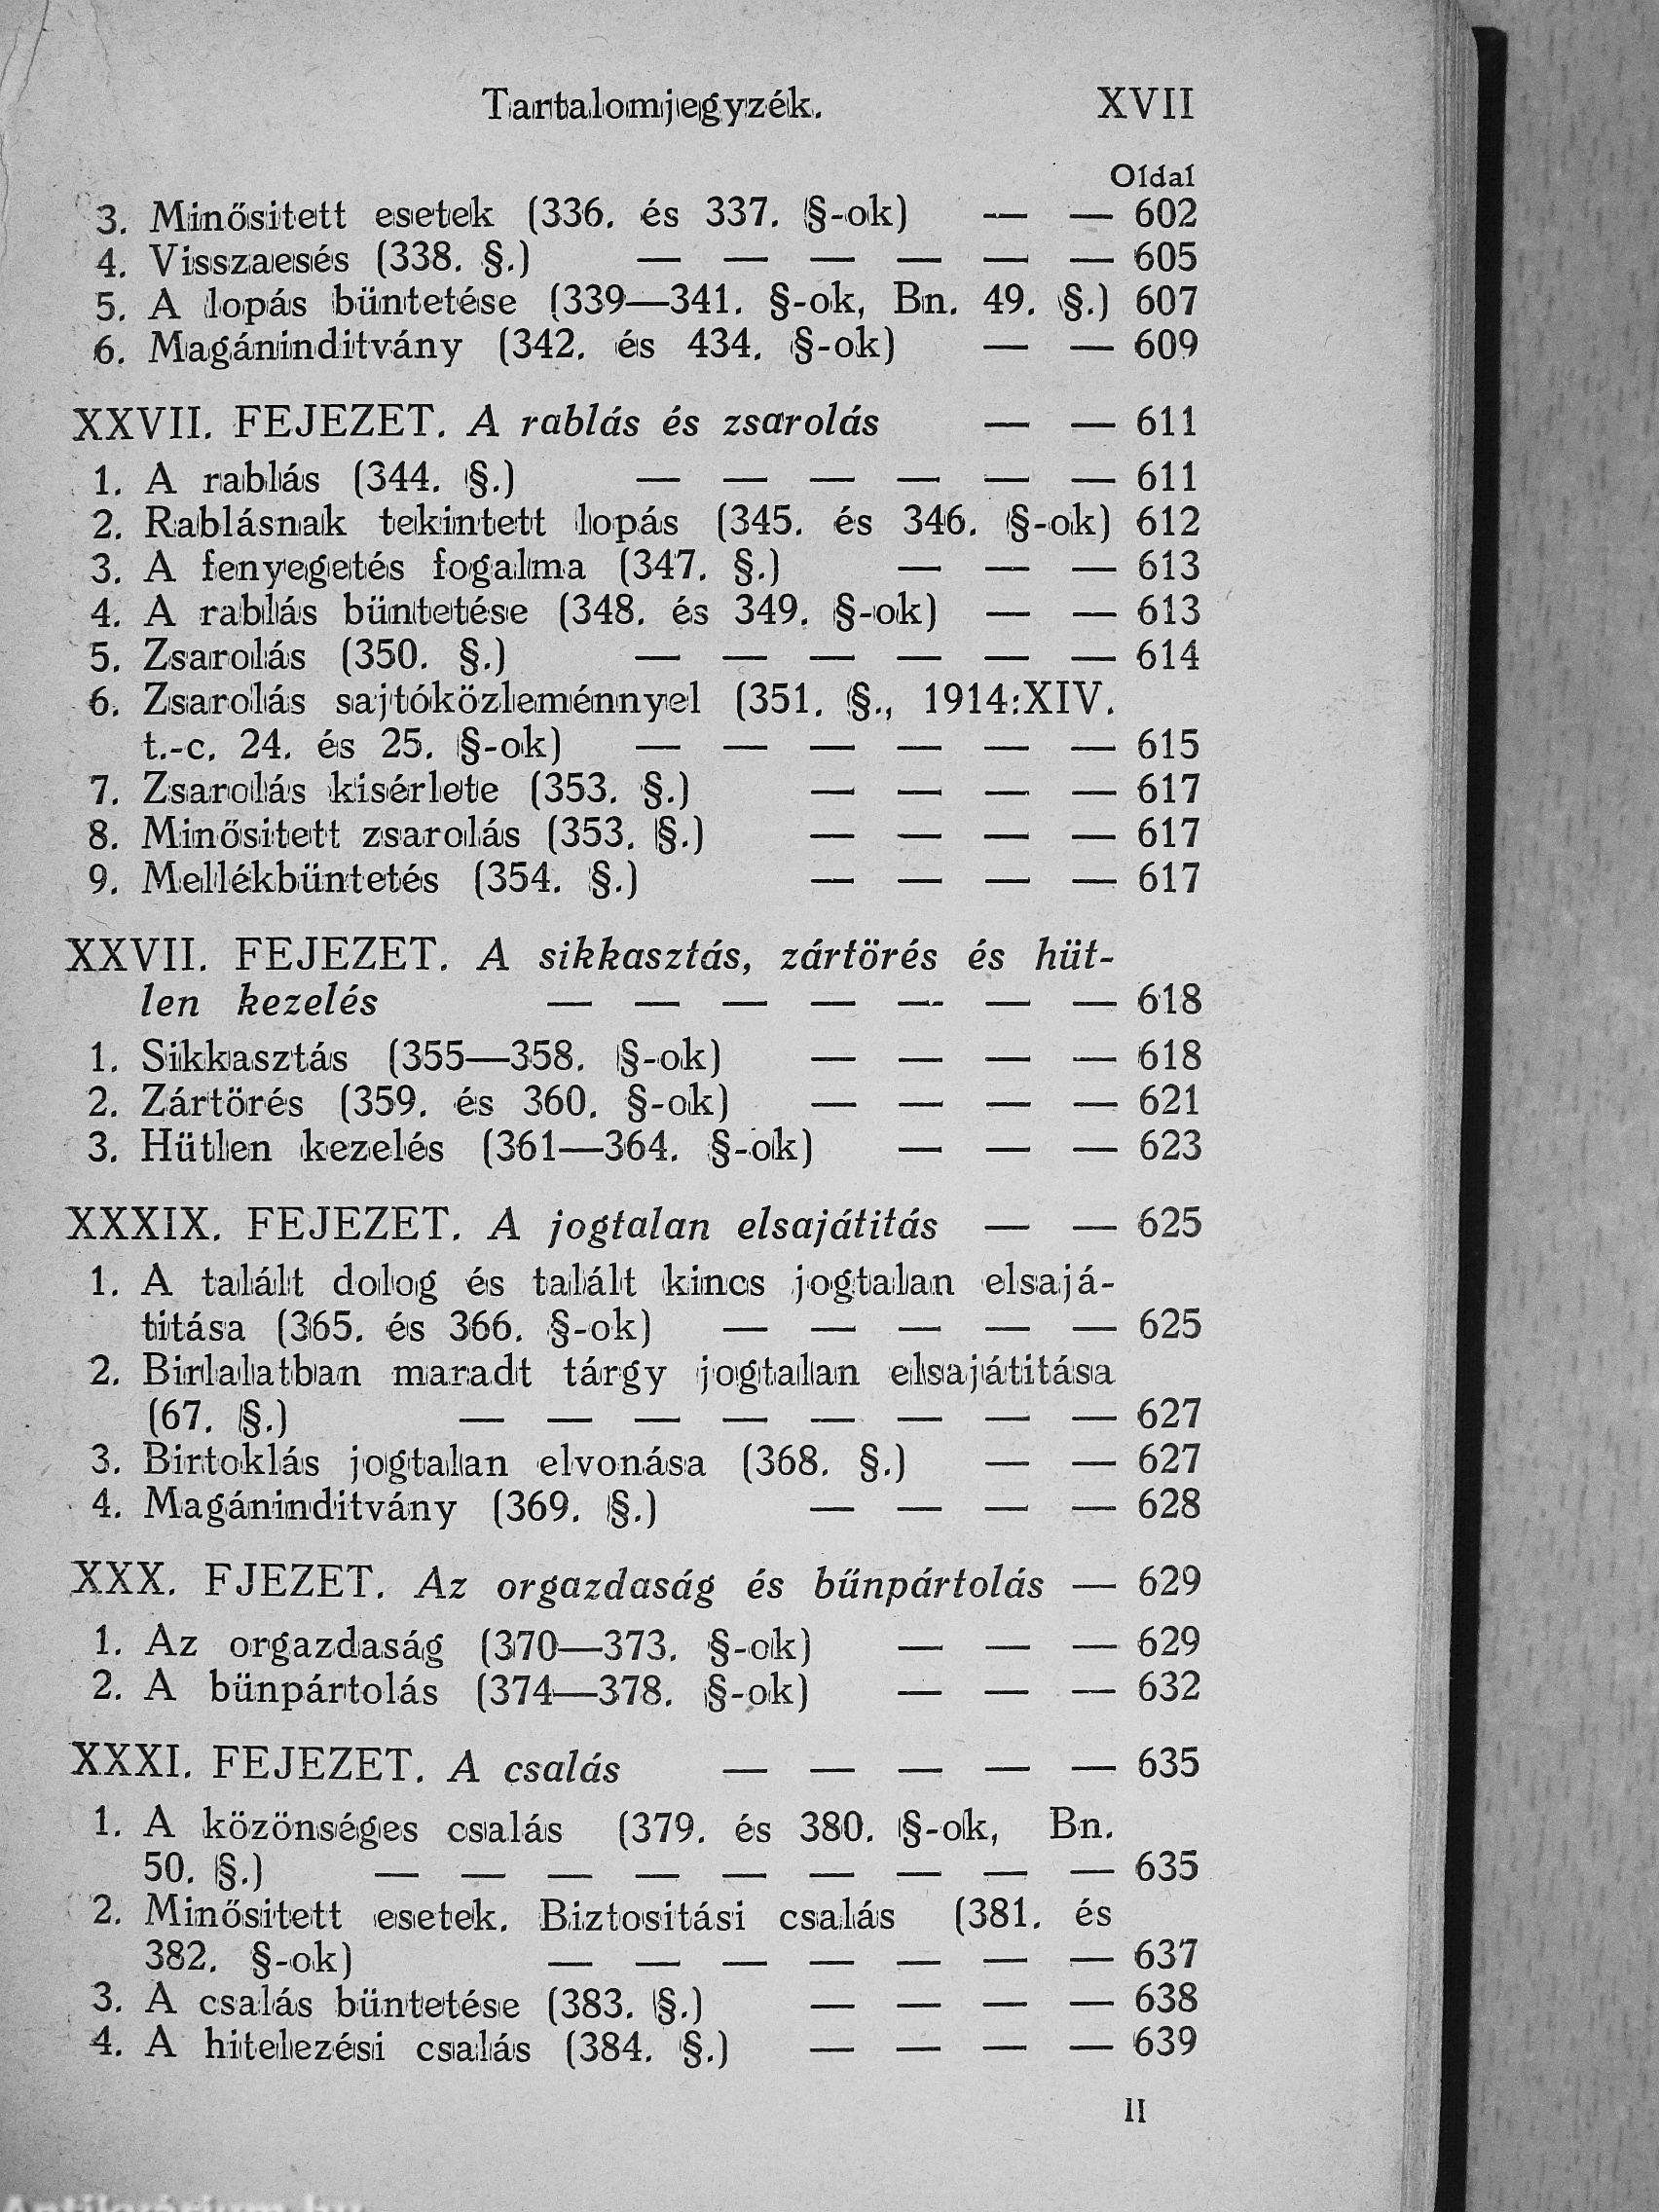 Tartalomjegyzék. XVII
Oldal
3. Minősitett esetek (336. és 337. §-ok) — — 602
4. Visszaesés (338. §.) — — — — — — 605
5. A lopás büntetése (339—341. §-ok, Bn. 49. §.) 607
6. Magáninditvány (342. és 434. §-ok) — — 609
XXVII. FEJEZET. A rablás és zsarolás — — 611
1. A rablás (344. §.) — — — — — — 611
2. Rablásnak tekintett lopás (345. és 346. §-ok) 612
3. A fenyegetés fogalma (347. §.) — — — 613
4. A rablás büntetése (348. és 349. §-ok) — — 613
5. Zsarolás (350. §.) — — — — — — 614
6. Zsarolás sajtóközleménnyel (351. §., 1914:XIV.
t.-c. 24. és 25. §-ok) — — — — — — 615
7. Zsarolás kisérlete (353. §.) — — — — 617
8. Minősitett zsarolás (353. §.) — — — — 617
9. Mellékbüntetés (354. §.) — — — — 617
XXVII. FEJEZET. A sikkasztás, zártörés és hüt-
len kezelés — — — — — — — 618
1. Sikkasztás (355—358. §-ok) — — — — 618
2. Zártörés (359. és 360. §-ok) — — — — 621
3. Hütlen kezelés (361—364. §-ok) — — — 623
XXXIX. FEJEZET. A jogtalan elsajátitás — — 625
1. A talált dolog és talált kincs jogtalan elsajá-
titása (365. és 366. §-ok) — — — — — 625
2. Birlalatban maradt tárgy jogtalan elsajátitása
(67. §.) — — — — — — — — 627
3. Birtoklás jogtalan elvonása (368. §.) — — 627
4. Magáninditvány (369. §.) — — — — 628
XXX. FJEZET. Az orgazdaság és bűnpártolás — 629
1. Az orgazdaság (370—373. §-ok) — — — 629
2. A bünpártolás (374—378. §-ok) — — — 632
XXXI. FEJEZET. A csalás — — — — — 635
1. A közönséges csalás (379. és 380. §-ok, Bn.
50. §.) — — — — — — — — — 635
2. Minősitett esetek. Biztositási csalás (381. és
382. §-ok) — — — — — — — 637
3. A csalás büntetése (383. §.) — — — — 638
4. A hitelezési csalás (384. §.) — — — — 639
II